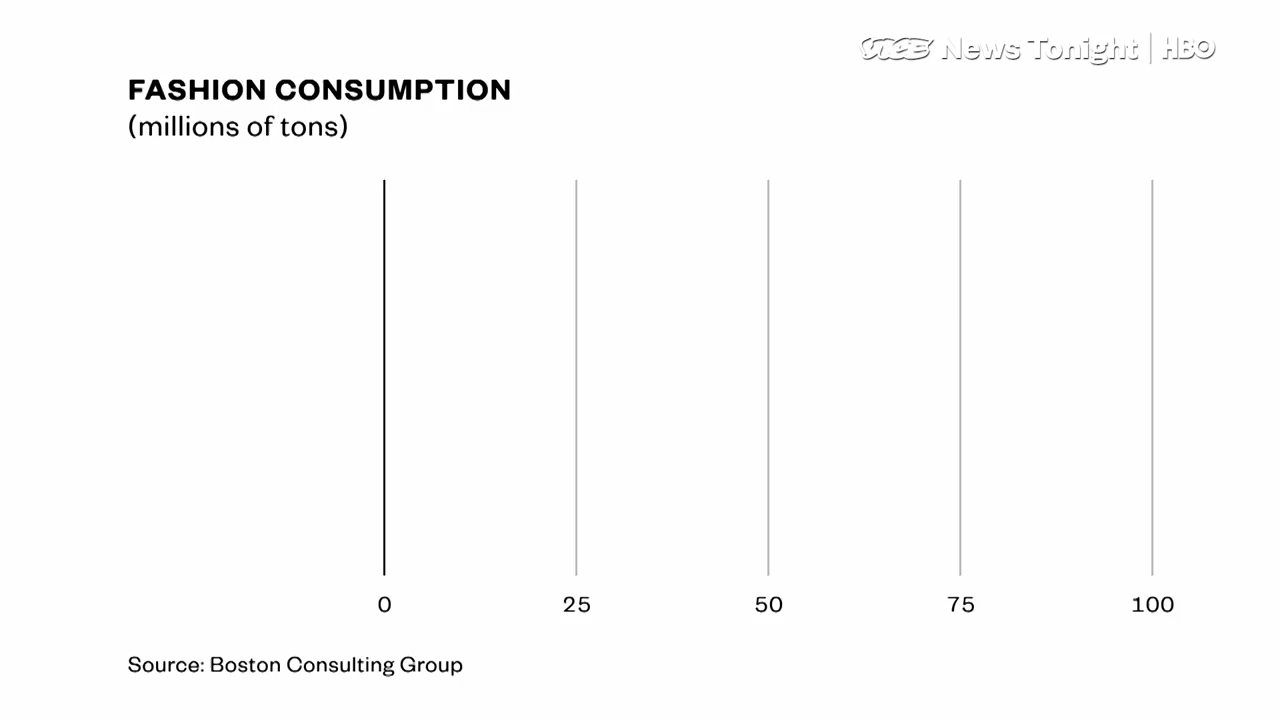 VICE News Tonight | HBO
FASHION CONSUMPTION
(millions of tons)
0 25 50 75 100
Source: Boston Consulting Group